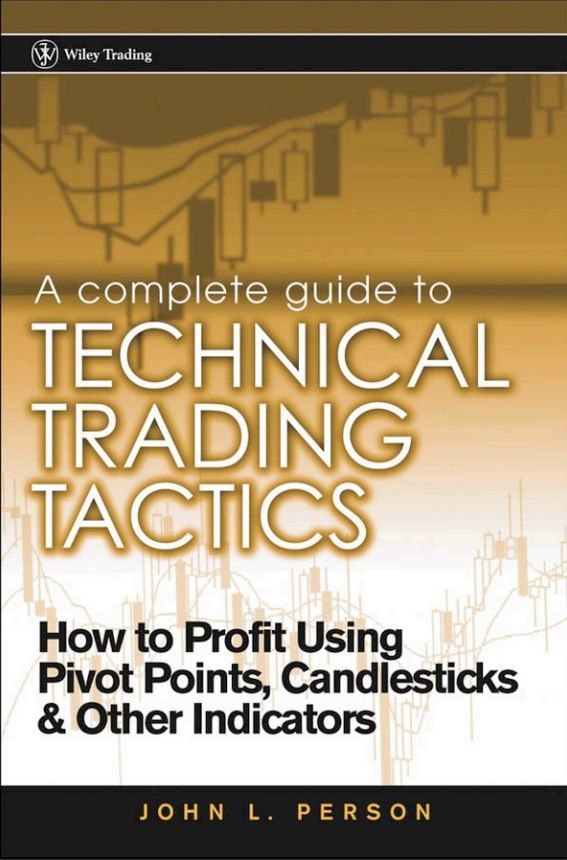 Wiley Trading
A complete guide to
TECHNICAL
TRADING
TACTICS
How to Profit Using
Pivot Points, Candlesticks
& Other Indicators
JOHN L. PERSON